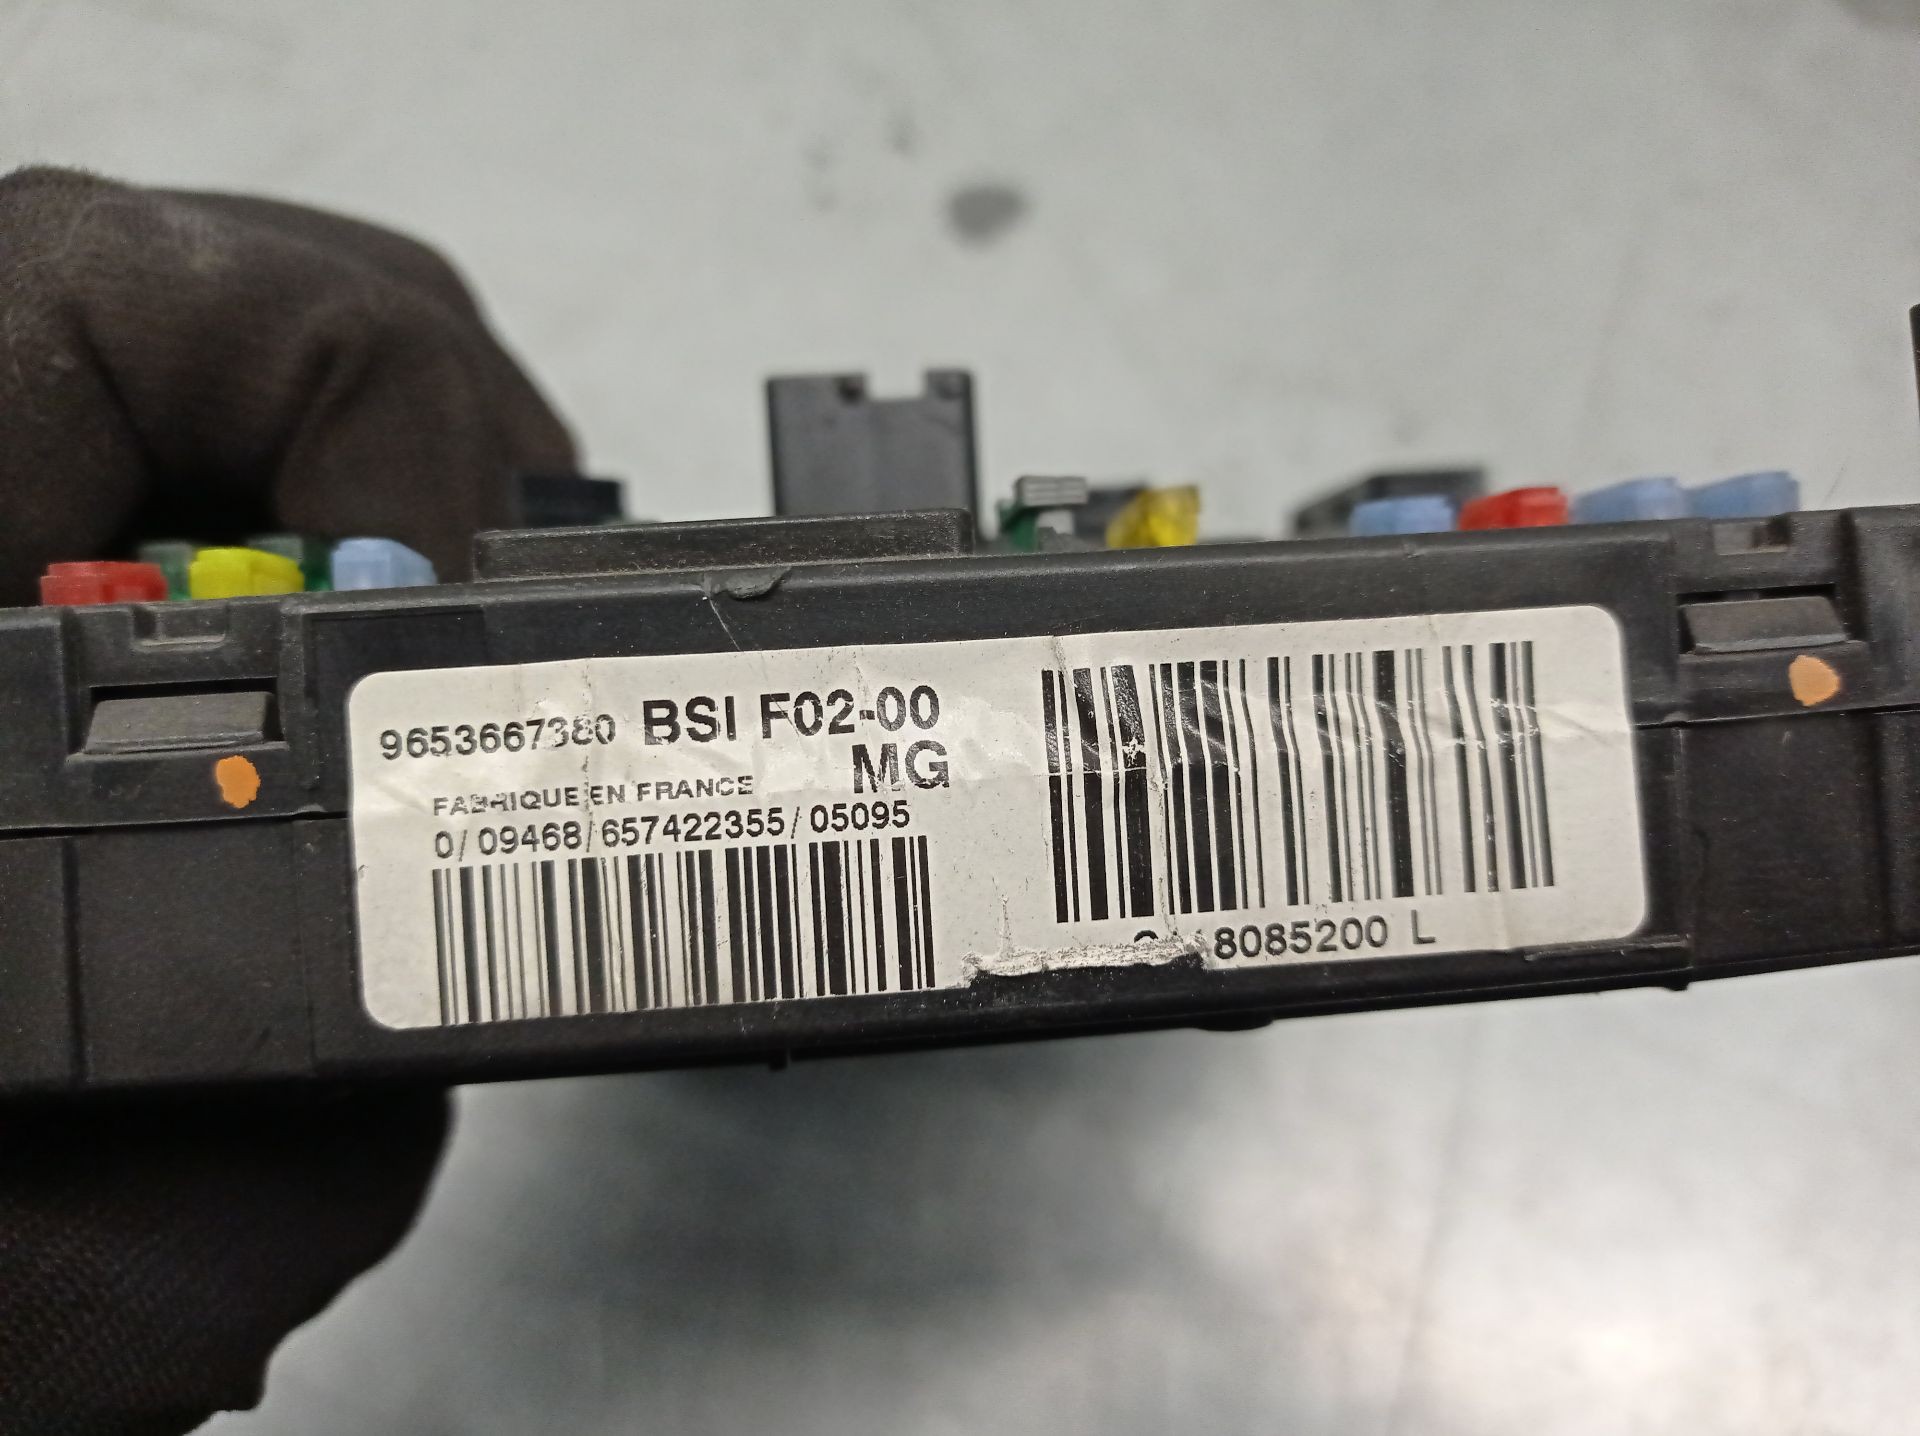 9653667380 BSI F02-00
MG
FABRIQUE EN FRANCE
0/ 09468/657422355/05095
8085200 L